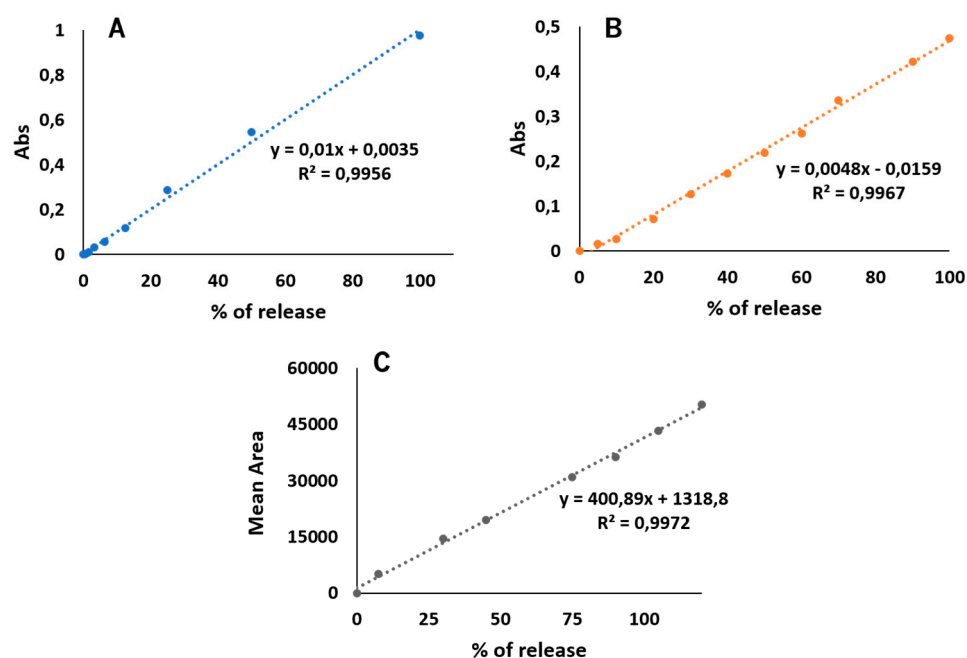 A
1
0,8
0,6
0,4
0,2
0
Abs
y = 0,01x + 0,0035
R² = 0,9956
0 20 40 60 80 100
% of release
B
0,5
0,4
0,3
0,2
0,1
0
Abs
y = 0,0048x - 0,0159
R² = 0,9967
0 20 40 60 80 100
% of release
C
60000
45000
30000
15000
0
Mean Area
y = 400,89x + 1318,8
R² = 0,9972
0 25 50 75 100
% of release